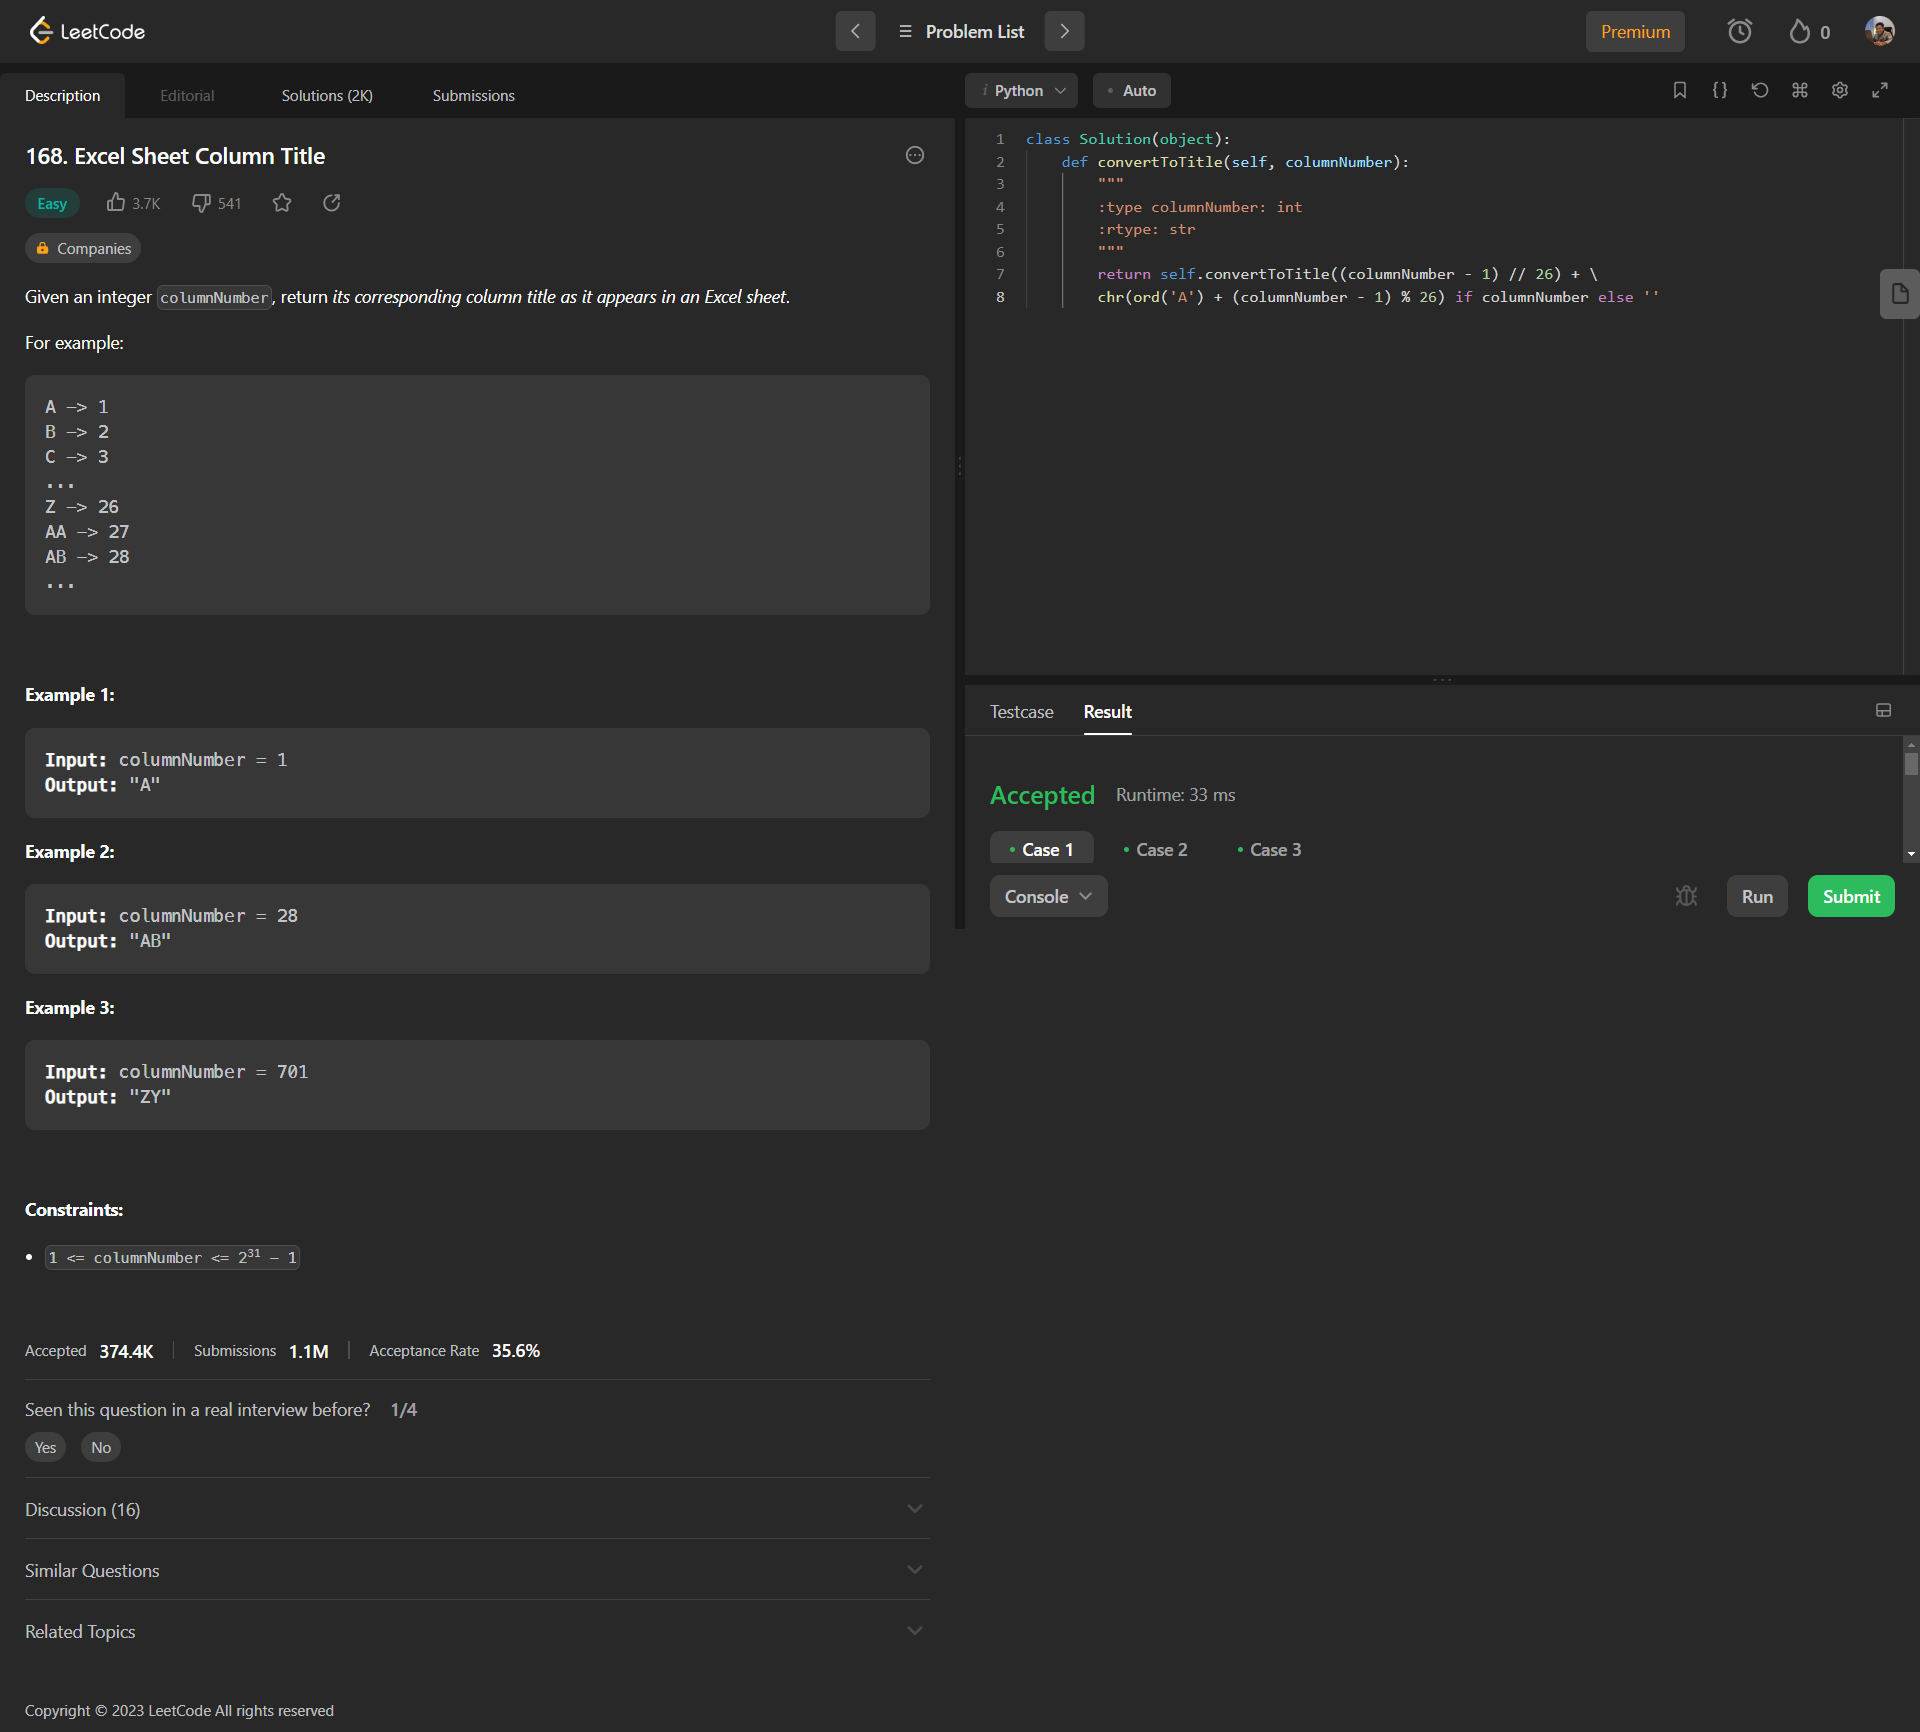 LeetCode
Problem List
Premium
0
Description
Editorial
Solutions (2K)
Submissions
168. Excel Sheet Column Title
Easy
3.7K
541
Companies
Given an integer columnNumber, return its corresponding column title as it appears in an Excel sheet.
For example:
A -> 1
B -> 2
C -> 3
...
Z -> 26
AA -> 27
AB -> 28
...
Example 1:
Input: columnNumber = 1
Output: "A"
Example 2:
Input: columnNumber = 28
Output: "AB"
Example 3:
Input: columnNumber = 701
Output: "ZY"
Constraints:
• 1 <= columnNumber <= 2³¹ - 1
Accepted 374.4K | Submissions 1.1M | Acceptance Rate 35.6%
Seen this question in a real interview before? 1/4
Yes No
Discussion (16)
Similar Questions
Related Topics
Copyright © 2023 LeetCode All rights reserved
i Python
• Auto
{}
1 class Solution(object):
2     def convertToTitle(self, columnNumber):
3         """
4         :type columnNumber: int
5         :rtype: str
6         """
7         return self.convertToTitle((columnNumber - 1) // 26) + \
8         chr(ord('A') + (columnNumber - 1) % 26) if columnNumber else ''
Testcase
Result
Accepted Runtime: 33 ms
• Case 1 • Case 2 • Case 3
Console
Run
Submit